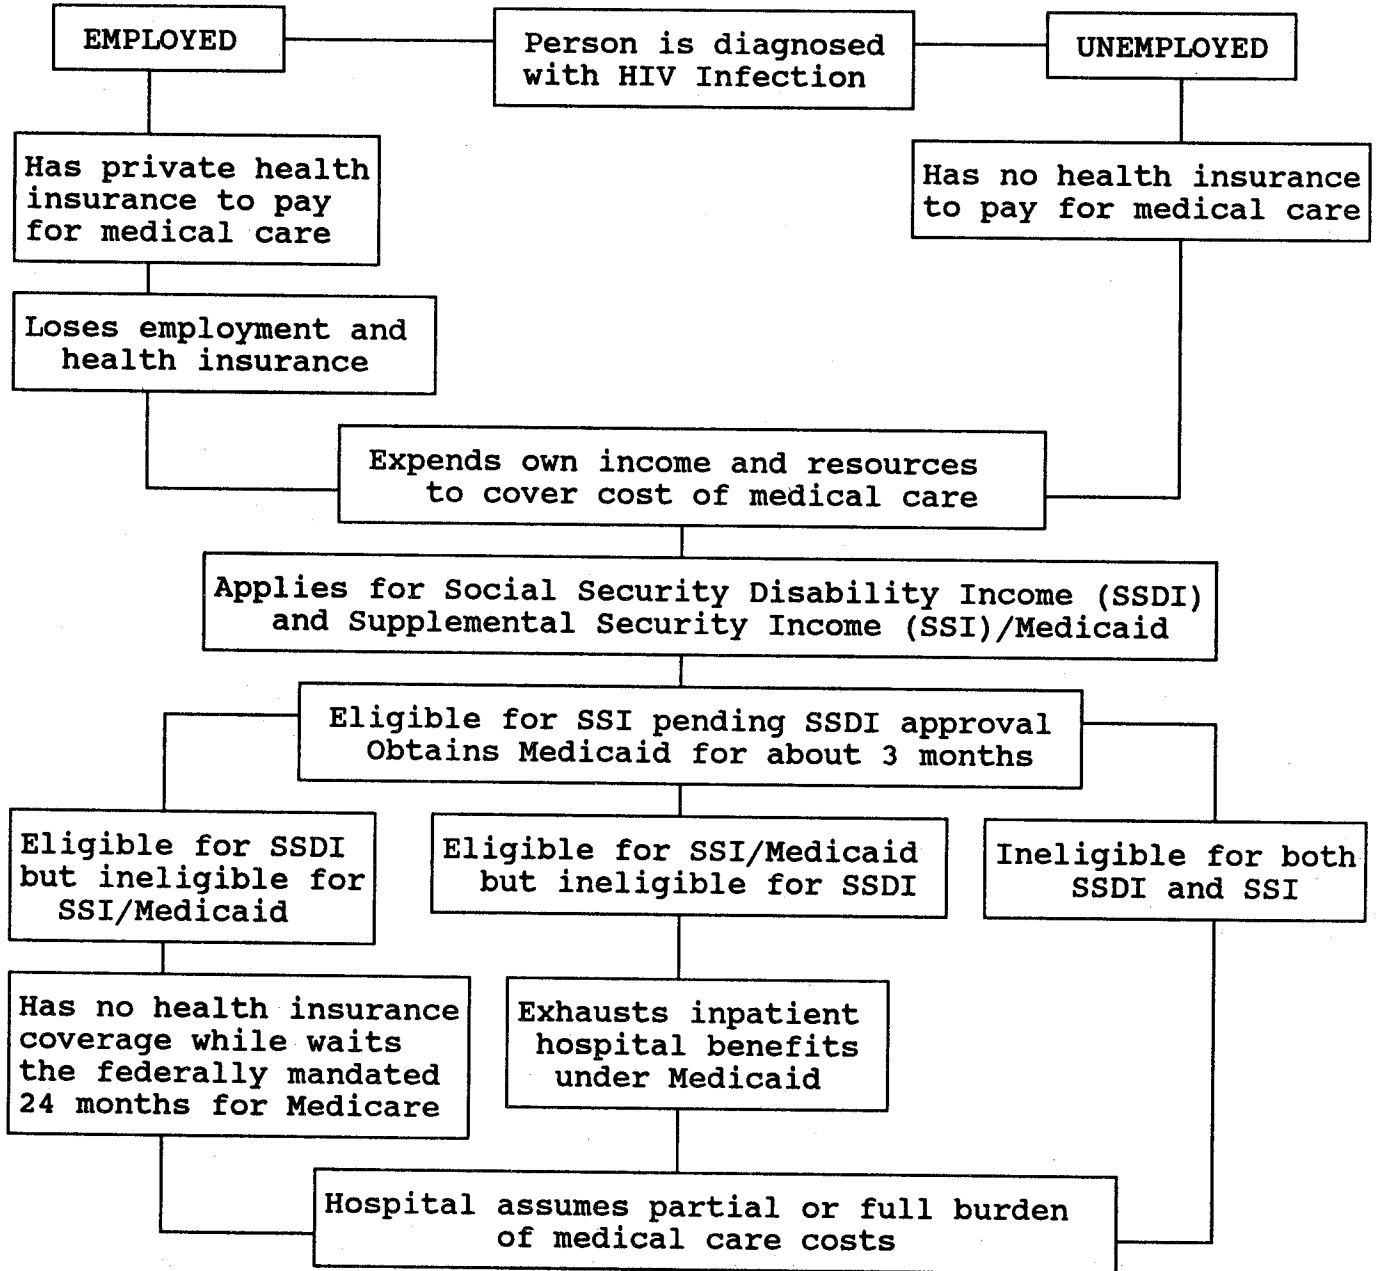 EMPLOYED
Person is diagnosed
with HIV Infection
UNEMPLOYED
Has private health
insurance to pay
for medical care
Has no health insurance
to pay for medical care
Loses employment and
health insurance
Expends own income and resources
to cover cost of medical care
Applies for Social Security Disability Income (SSDI)
and Supplemental Security Income (SSI)/Medicaid
Eligible for SSI pending SSDI approval
Obtains Medicaid for about 3 months
Eligible for SSDI
but ineligible for
SSI/Medicaid
Eligible for SSI/Medicaid
but ineligible for SSDI
Ineligible for both
SSDI and SSI
Has no health insurance
coverage while waits
the federally mandated
24 months for Medicare
Exhausts inpatient
hospital benefits
under Medicaid
Hospital assumes partial or full burden
of medical care costs